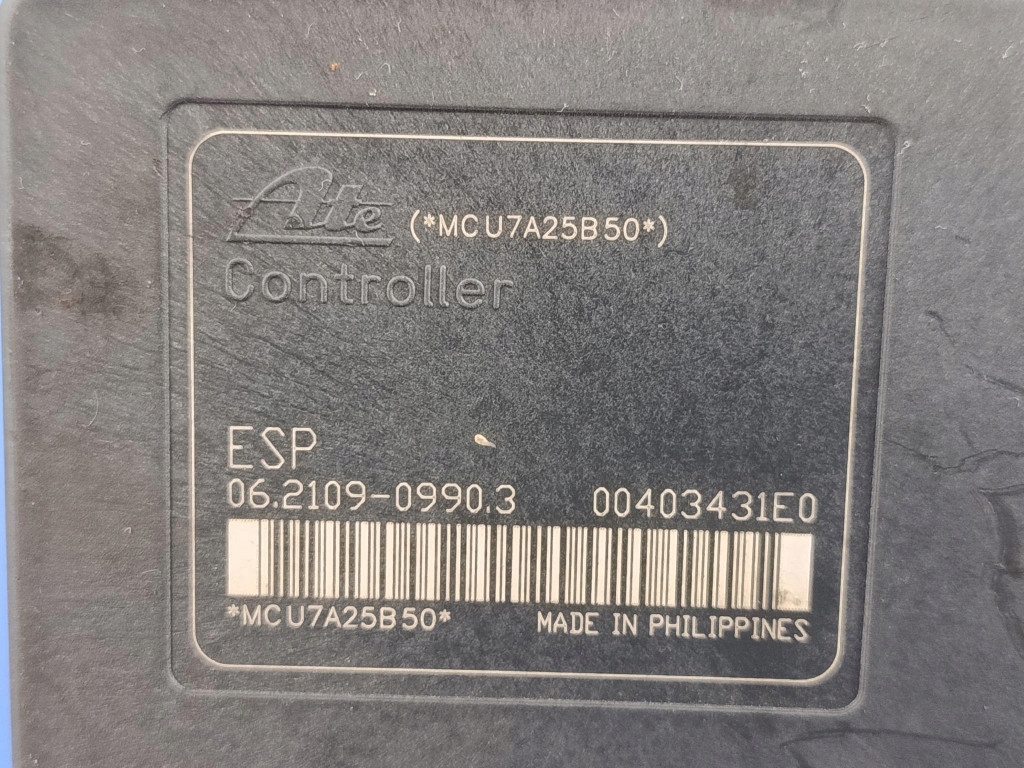 Ate (*MCU7A25B50*)
Controller
ESP
06.2109-0990.3 00403431E0
*MCU7A25B50* MADE IN PHILIPPINES